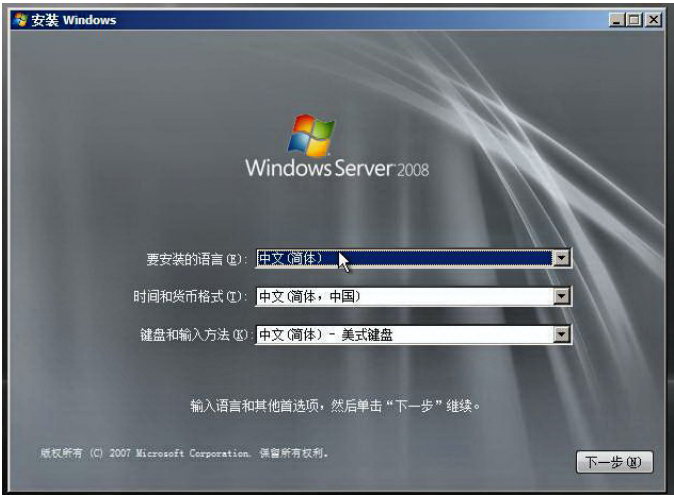 安装 Windows
Windows Server 2008
要安装的语言(E): 中文(简体)
时间和货币格式(T): 中文(简体，中国)
键盘和输入方法(K): 中文(简体) - 美式键盘
输入语言和其他首选项，然后单击“下一步”继续。
版权所有 (C) 2007 Microsoft Corporation. 保留所有权利。
下一步(N)